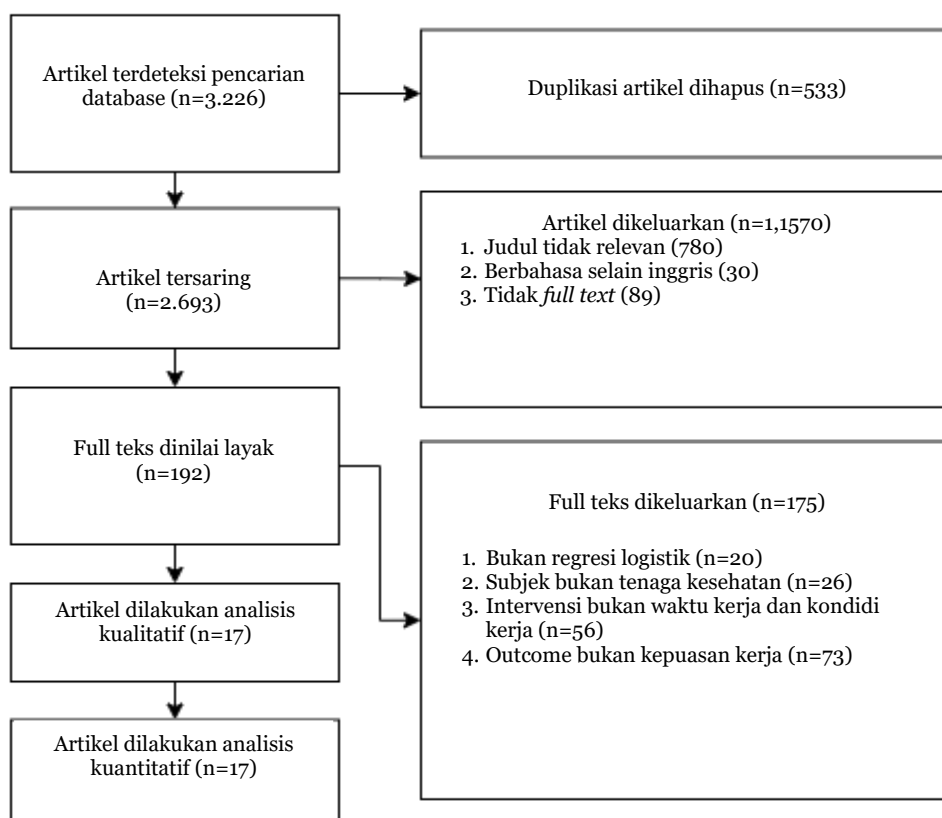 Artikel terdeteksi pencarian
database (n=3.226)
Duplikasi artikel dihapus (n=533)
Artikel tersaring
(n=2.693)
Artikel dikeluarkan (n=1,1570)
1. Judul tidak relevan (780)
2. Berbahasa selain inggris (30)
3. Tidak full text (89)
Full teks dinilai layak
(n=192)
Full teks dikeluarkan (n=175)
1. Bukan regresi logistik (n=20)
2. Subjek bukan tenaga kesehatan (n=26)
3. Intervensi bukan waktu kerja dan kondidi
kerja (n=56)
4. Outcome bukan kepuasan kerja (n=73)
Artikel dilakukan analisis
kualitatif (n=17)
Artikel dilakukan analisis
kuantitatif (n=17)